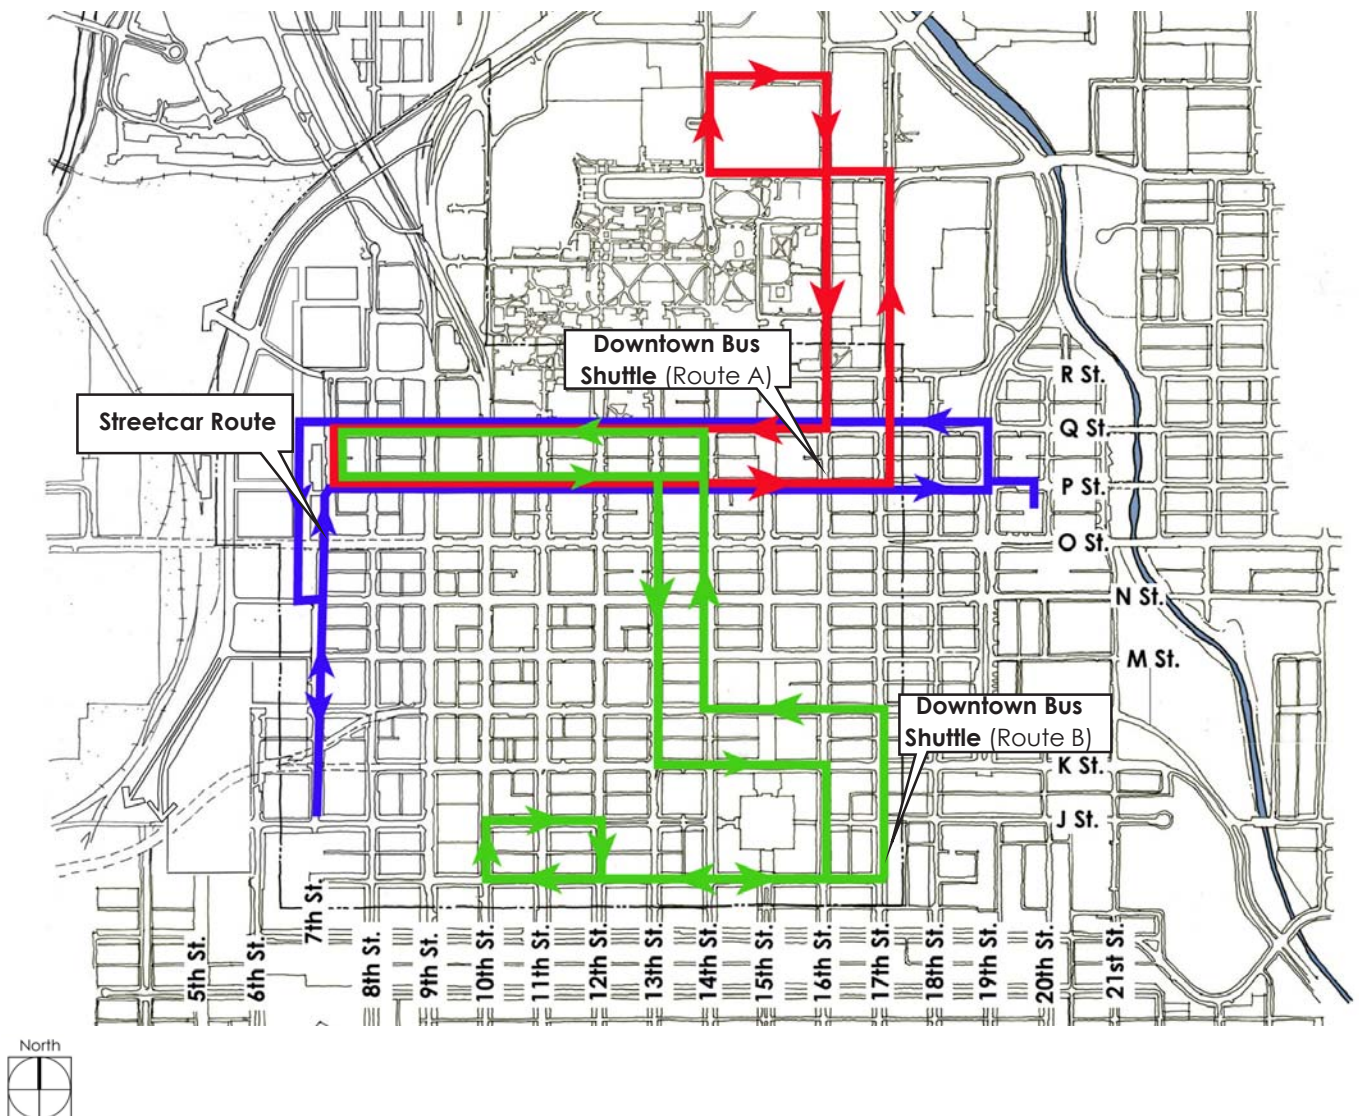 Downtown Bus
Shuttle (Route A)
R St.
Streetcar Route
Q St.
P St.
O St.
N St.
M St.
Downtown Bus
Shuttle (Route B)
K St.
J St.
5th St.
6th St.
7th St.
8th St.
9th St.
10th St.
11th St.
12th St.
13th St.
14th St.
15th St.
16th St.
17th St.
18th St.
19th St.
20th St.
21st St.
North